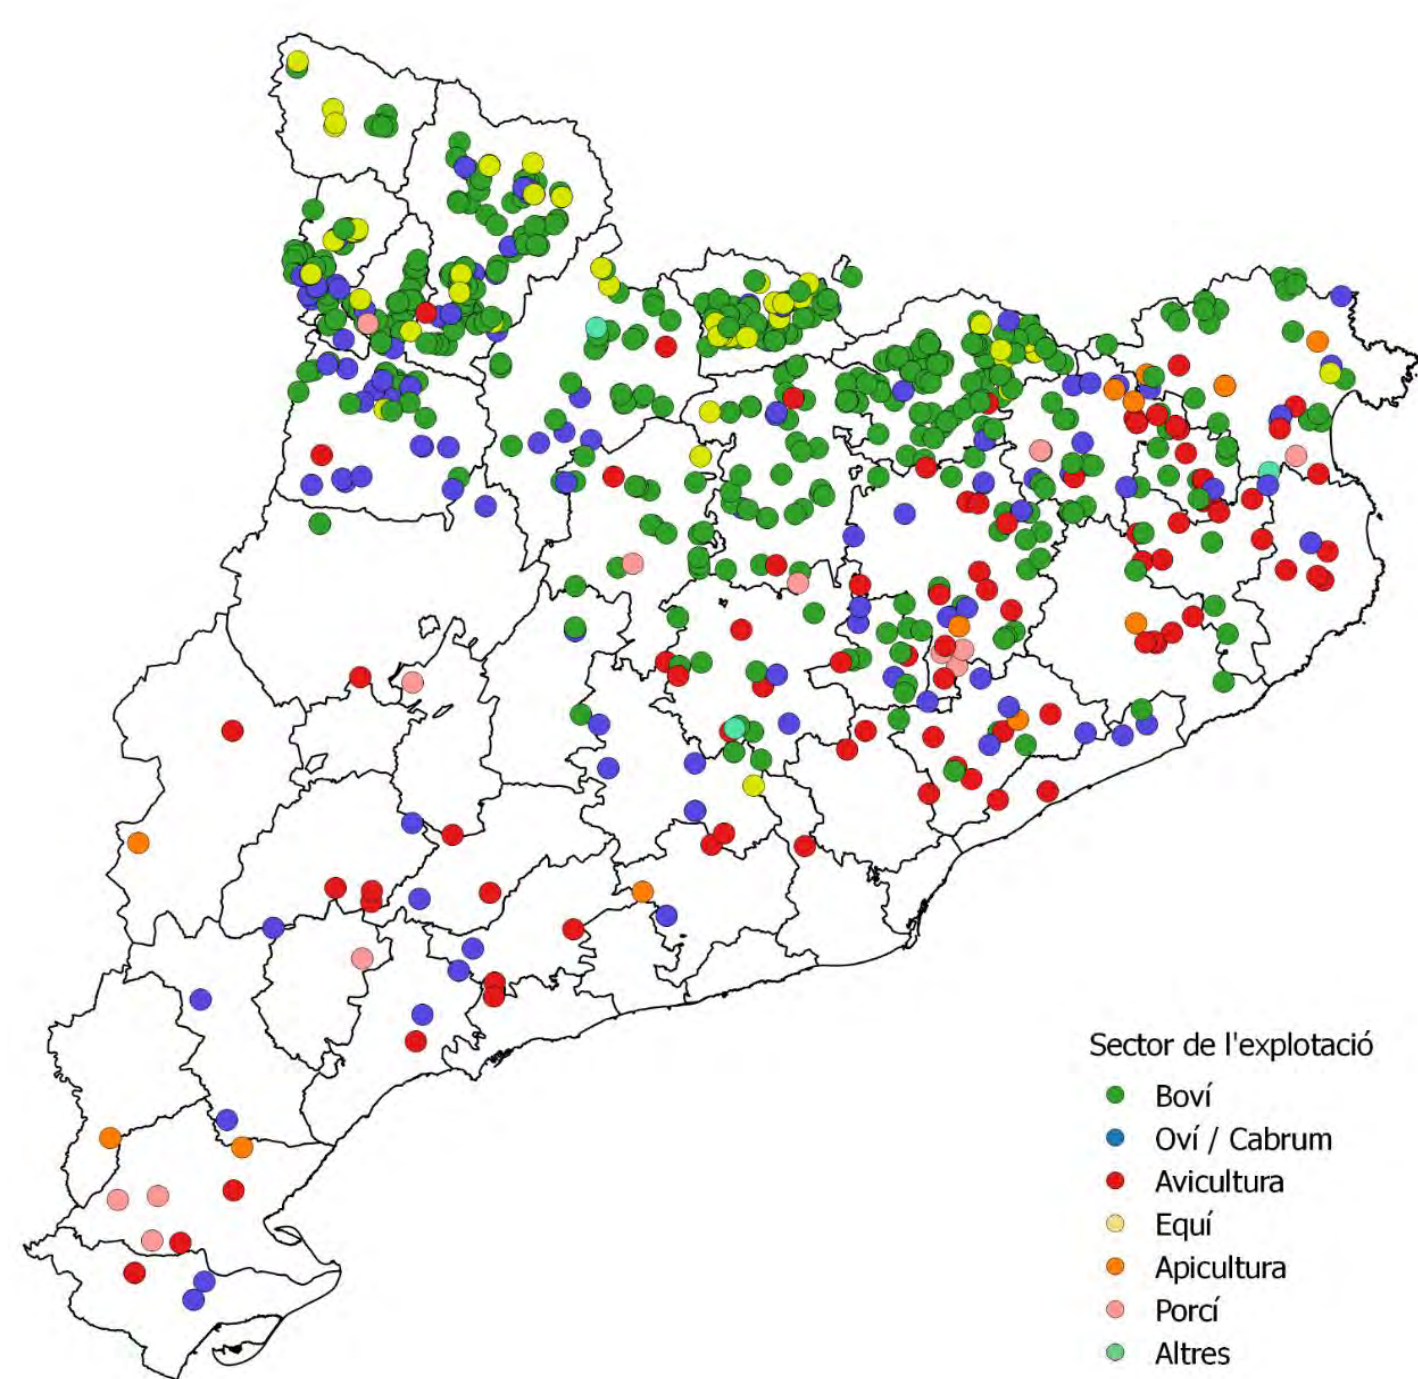 Sector de l'explotació
Boví
Oví / Cabrum
Avicultura
Equí
Apicultura
Porcí
Altres